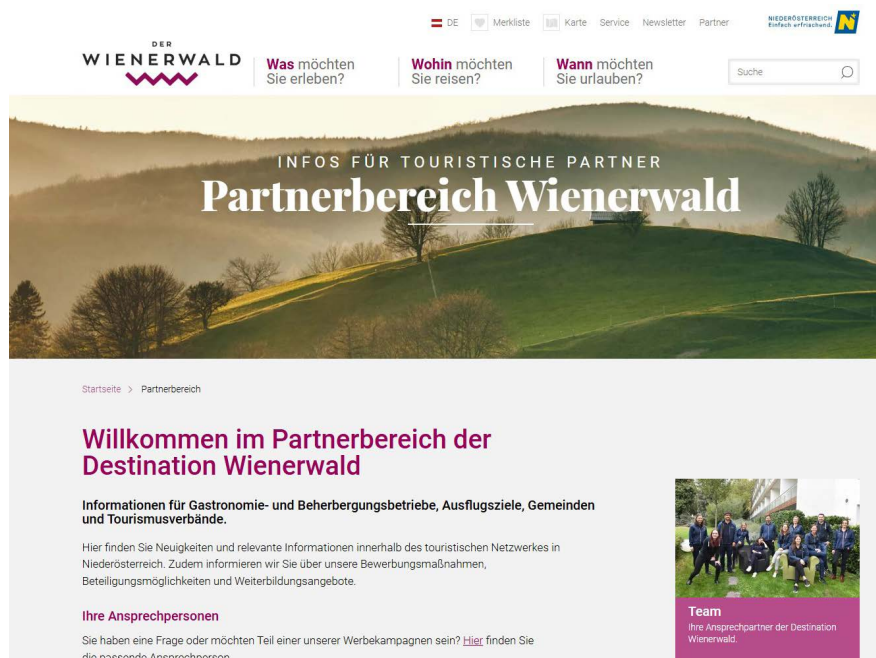 DE Merkliste Karte Service Newsletter Partner
NIEDERÖSTERREICH
Einfach erfrischend. N
DER
WIENERWALD
Was möchten
Sie erleben?
Wohin möchten
Sie reisen?
Wann möchten
Sie urlauben?
Suche
INFOS FÜR TOURISTISCHE PARTNER
Partnerbereich Wienerwald
Startseite > Partnerbereich
Willkommen im Partnerbereich der
Destination Wienerwald
Informationen für Gastronomie- und Beherbergungsbetriebe, Ausflugsziele, Gemeinden
und Tourismusverbände.
Hier finden Sie Neuigkeiten und relevante Informationen innerhalb des touristischen Netzwerkes in
Niederösterreich. Zudem informieren wir Sie über unsere Bewerbungsmaßnahmen,
Beteiligungsmöglichkeiten und Weiterbildungsangebote.
Ihre Ansprechpersonen
Sie haben eine Frage oder möchten Teil einer unserer Werbekampagnen sein? Hier finden Sie
die passende Ansprechperson.
Team
Ihre Ansprechpartner der Destination
Wienerwald.